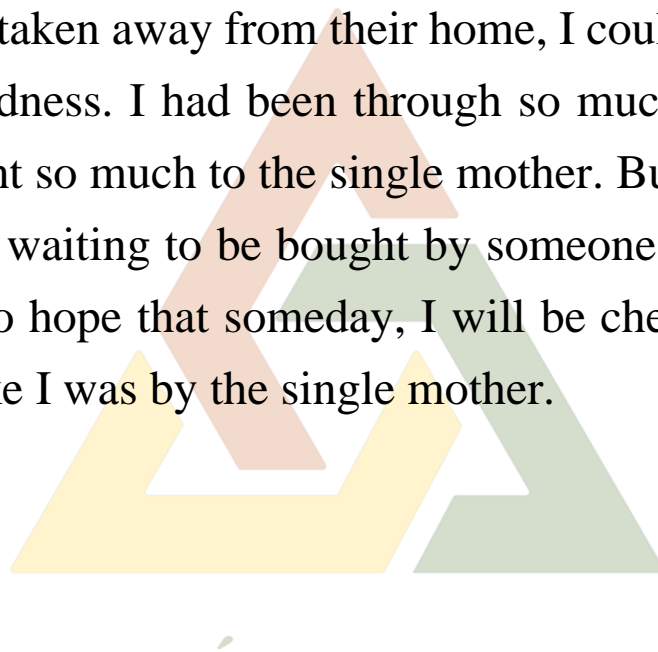 taken away from their home, I coul
dness. I had been through so muc
nt so much to the single mother. Bu
waiting to be bought by someone
o hope that someday, I will be che
ke I was by the single mother.